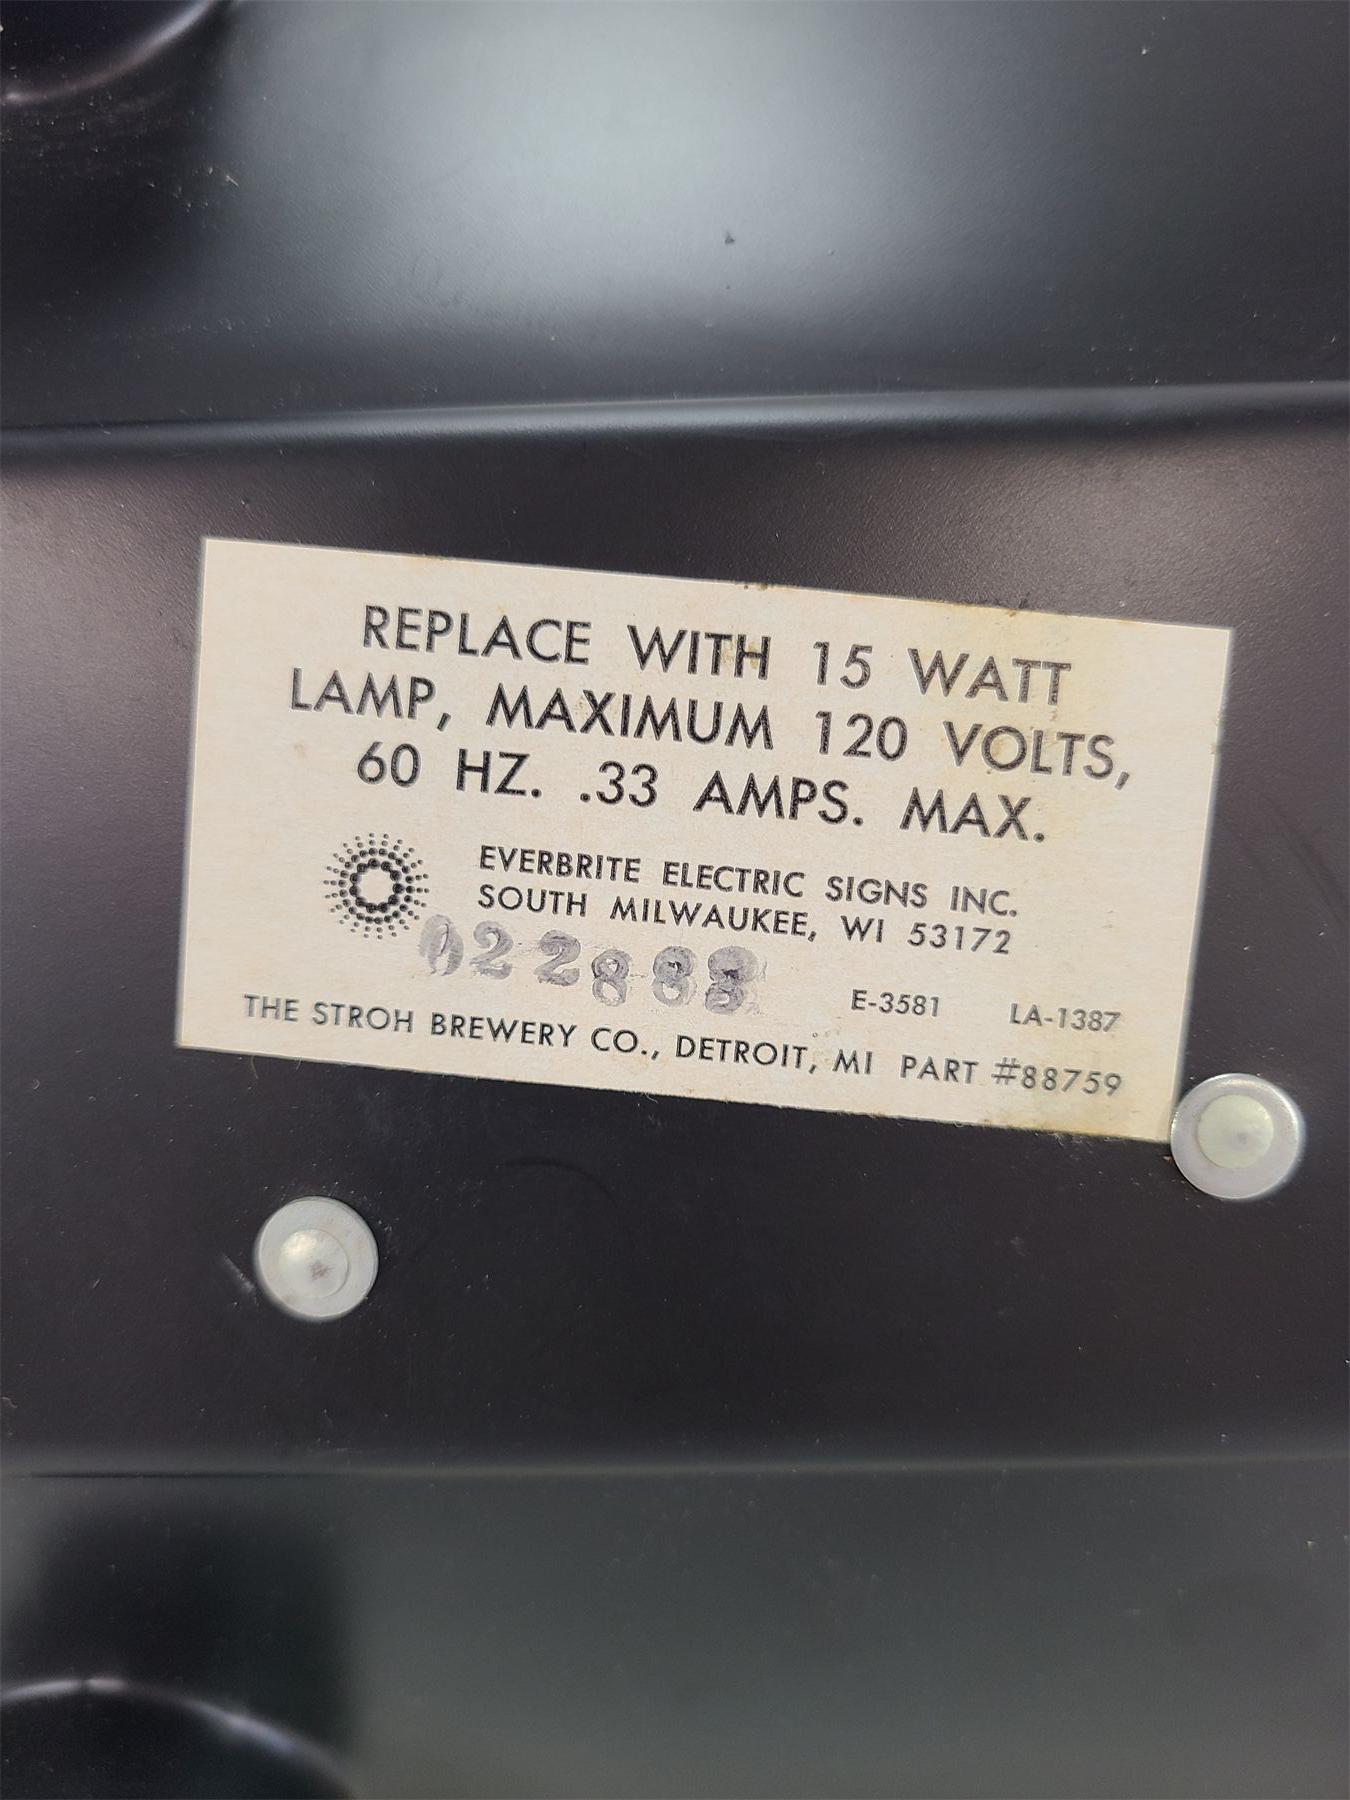 REPLACE WITH 15 WATT
LAMP, MAXIMUM 120 VOLTS,
60 HZ. .33 AMPS. MAX.
EVERBRITE ELECTRIC SIGNS INC.
SOUTH MILWAUKEE, WI 53172
E-3581 LA-1387
THE STROH BREWERY CO., DETROIT, MI PART #88759